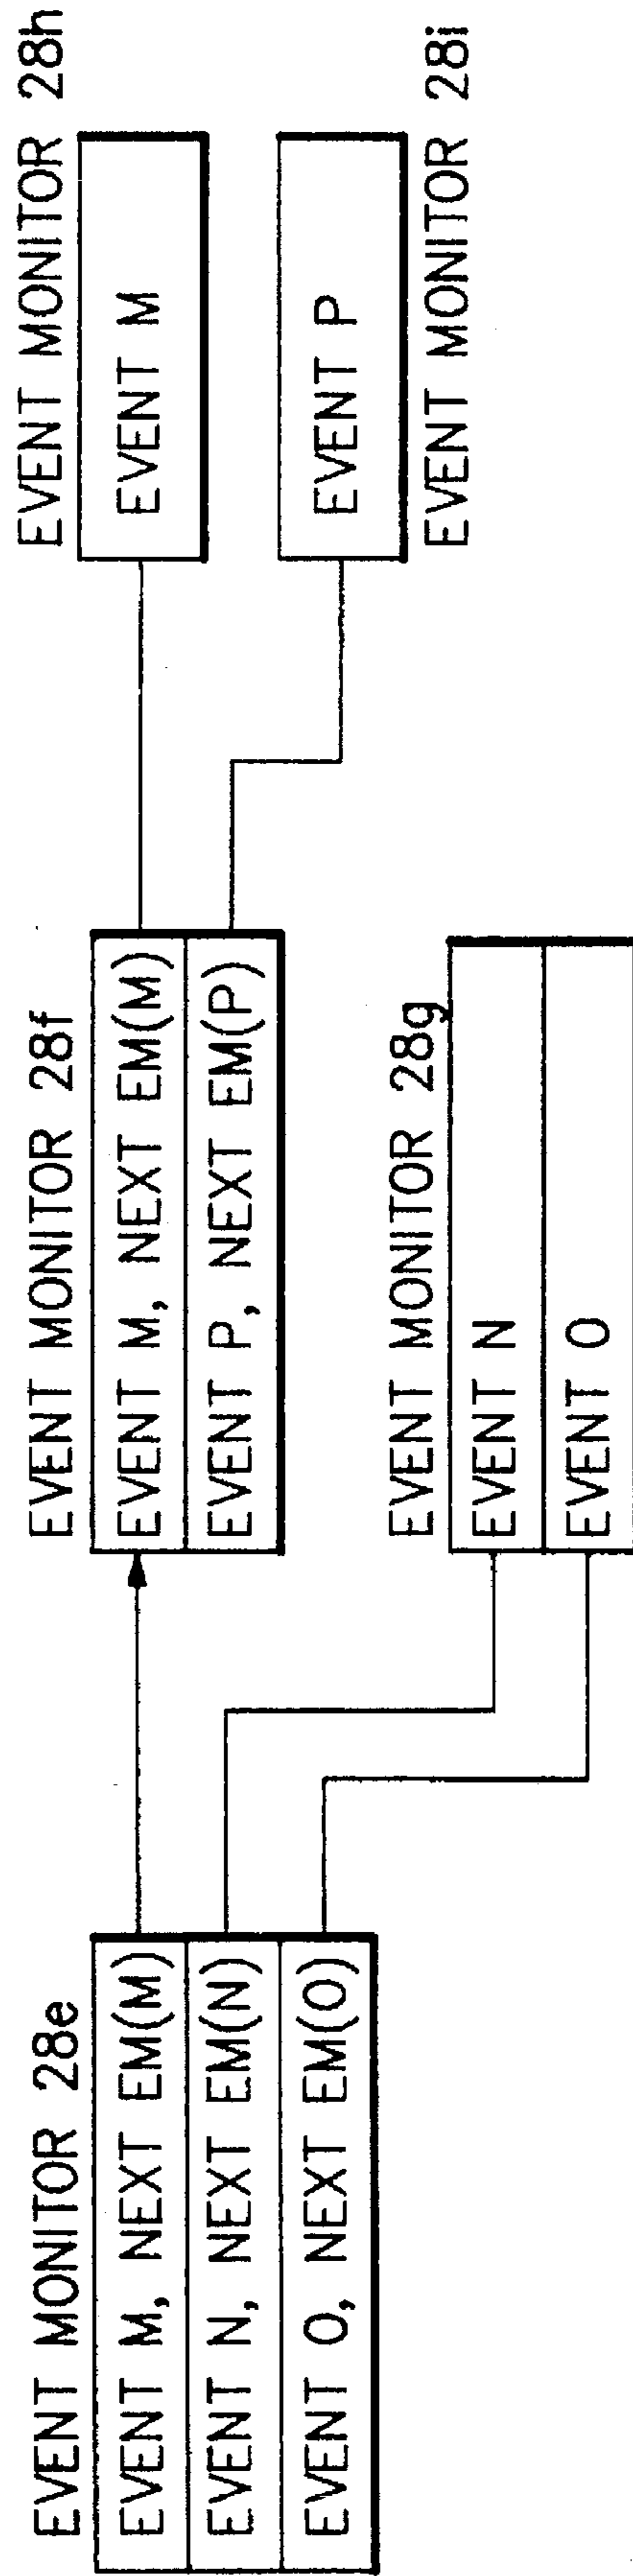 EVENT MONITOR 28e
EVENT M, NEXT EM(M)
EVENT N, NEXT EM(N)
EVENT O, NEXT EM(O)
EVENT MONITOR 28f
EVENT M, NEXT EM(M)
EVENT P, NEXT EM(P)
EVENT MONITOR 28g
EVENT N
EVENT O
EVENT MONITOR 28h
EVENT M
EVENT P
EVENT MONITOR 28i